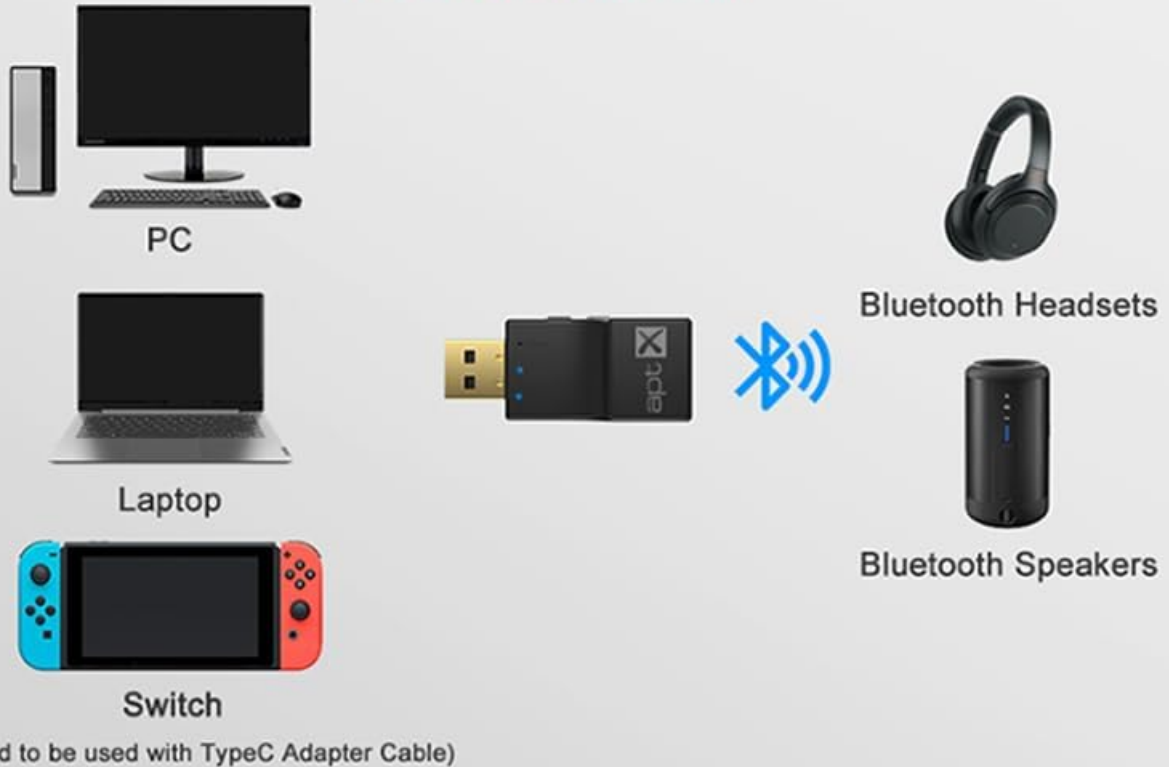 PC
Laptop
Switch
d to be used with TypeC Adapter Cable)
aptX
Bluetooth Headsets
Bluetooth Speakers